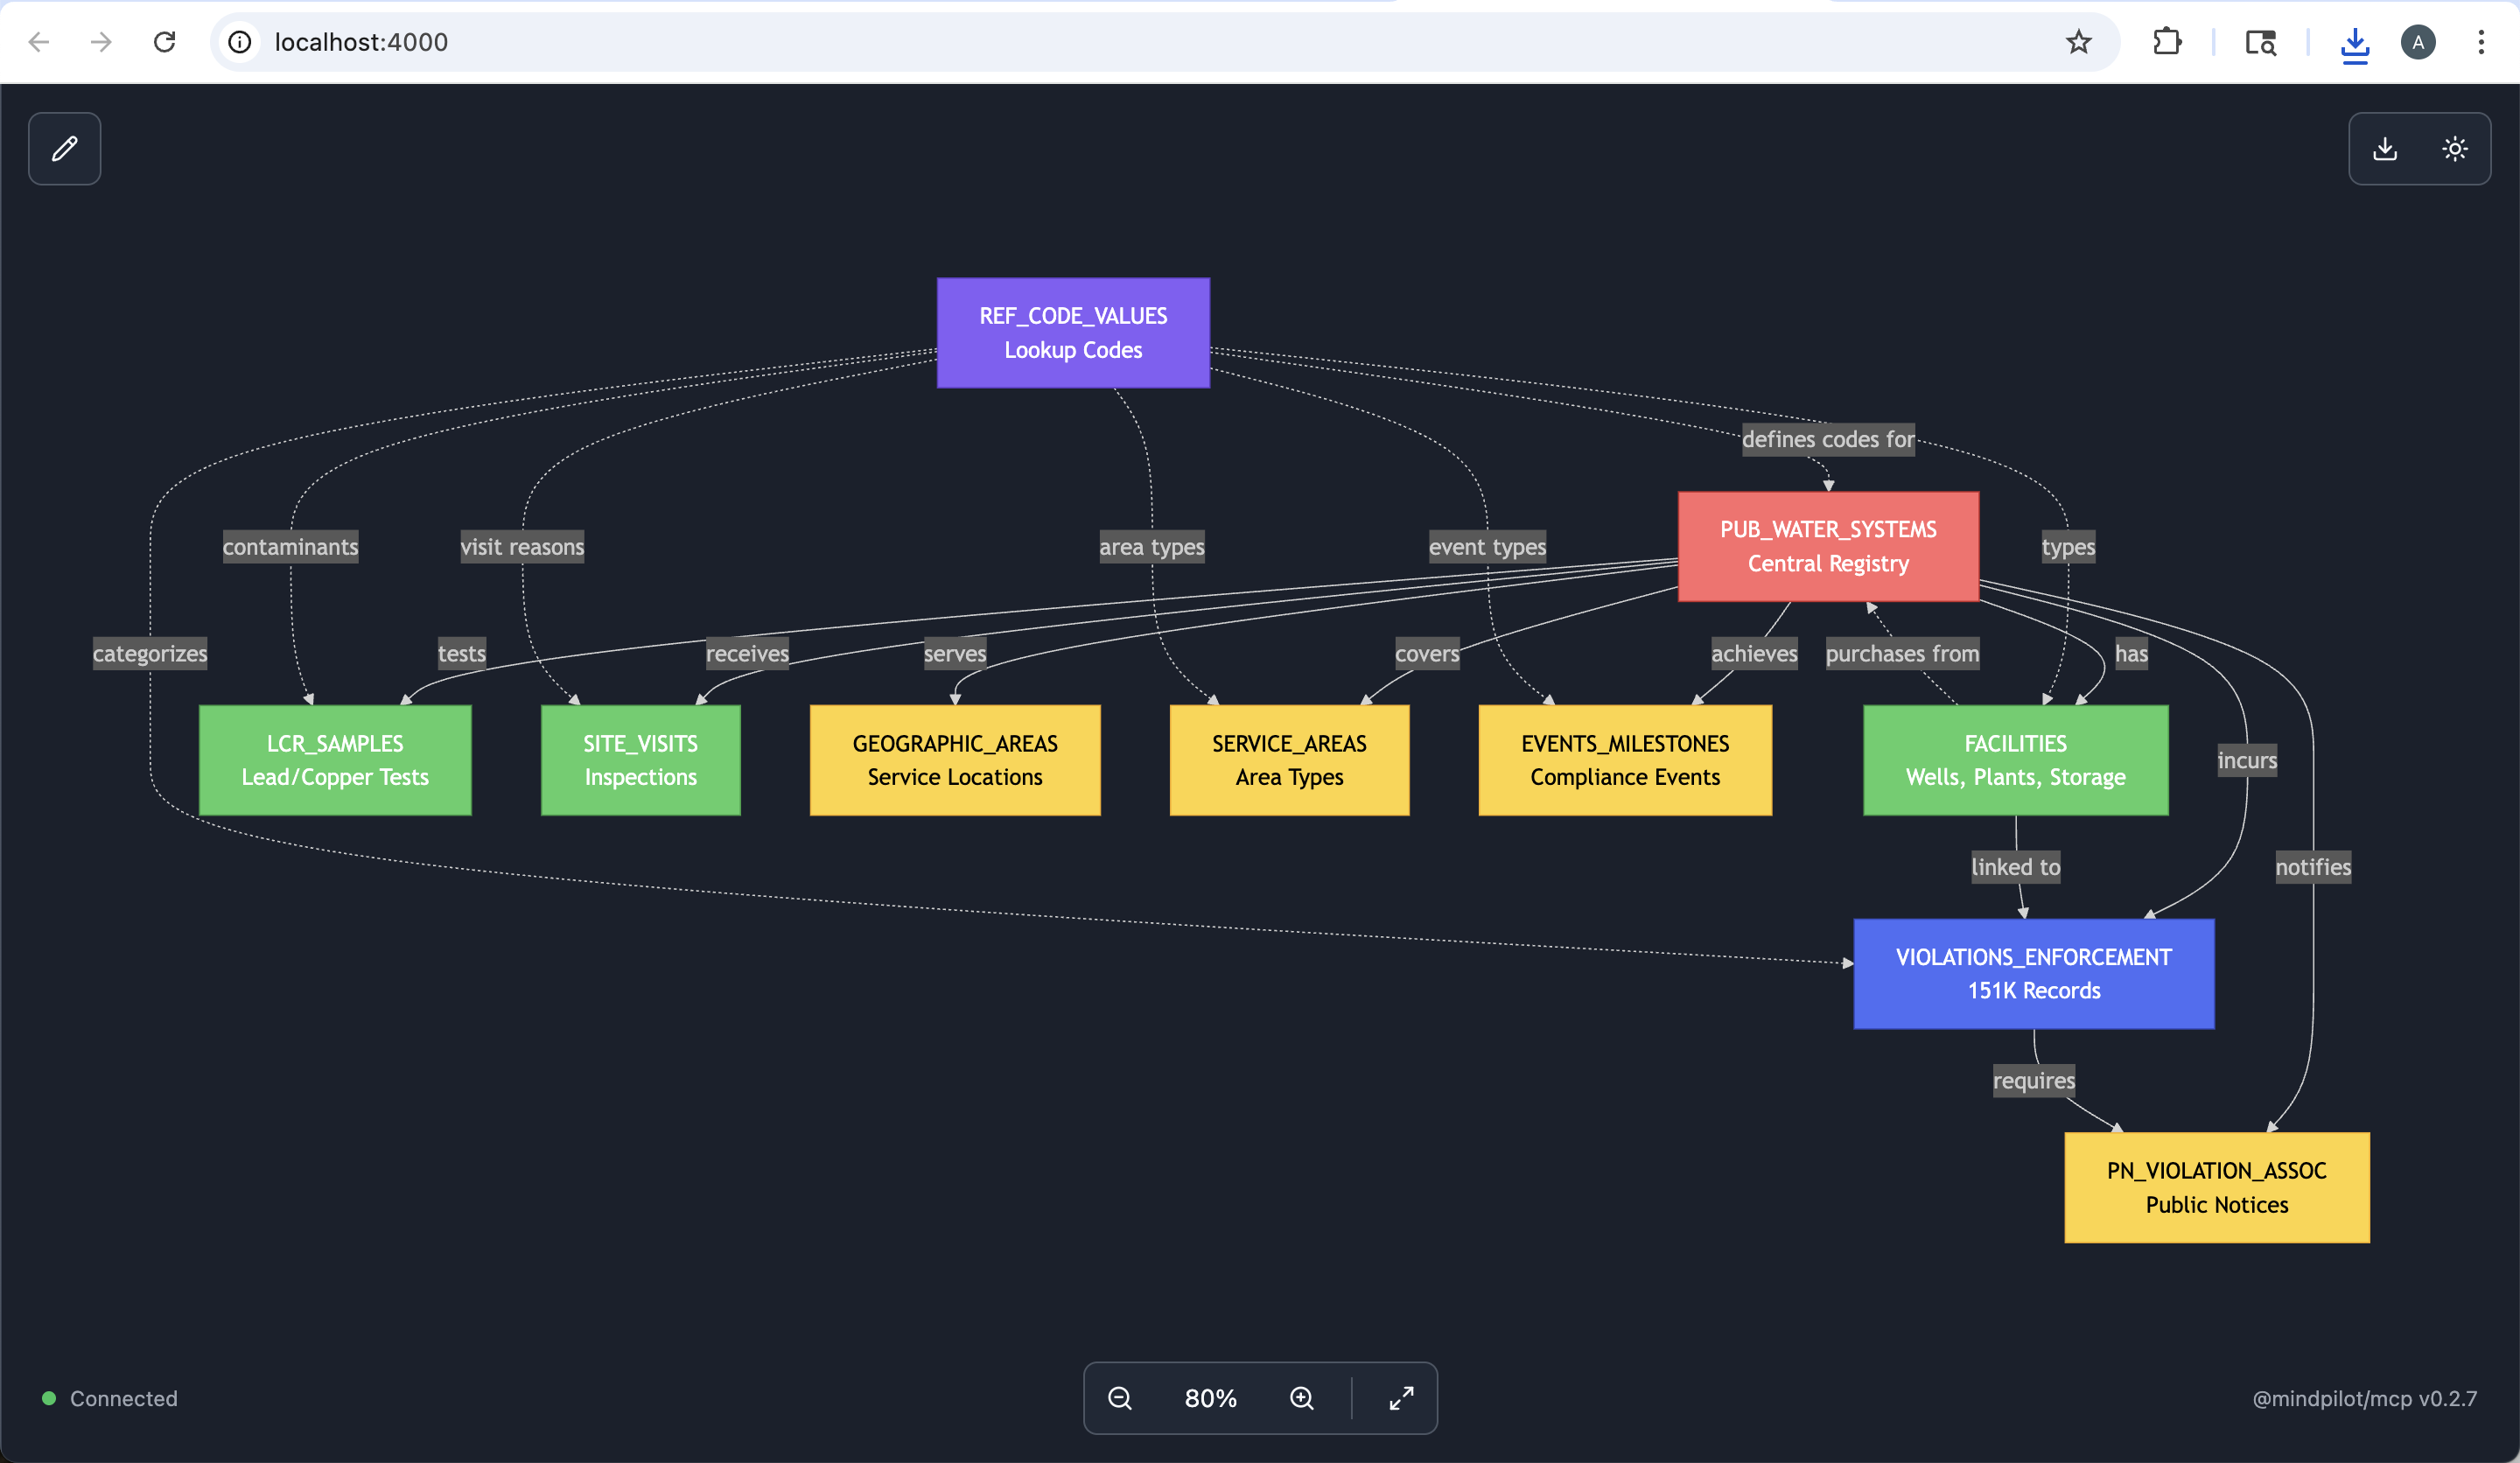 localhost:4000
A
REF_CODE_VALUES
Lookup Codes
defines codes for
contaminants
visit reasons
area types
event types
PUB_WATER_SYSTEMS
Central Registry
types
categorizes
tests
receives
serves
covers
achieves
purchases from
has
LCR_SAMPLES
Lead/Copper Tests
SITE_VISITS
Inspections
GEOGRAPHIC_AREAS
Service Locations
SERVICE_AREAS
Area Types
EVENTS_MILESTONES
Compliance Events
FACILITIES
Wells, Plants, Storage
incurs
linked to
notifies
VIOLATIONS_ENFORCEMENT
151K Records
requires
PN_VIOLATION_ASSOC
Public Notices
Connected
80%
@mindpilot/mcp v0.2.7